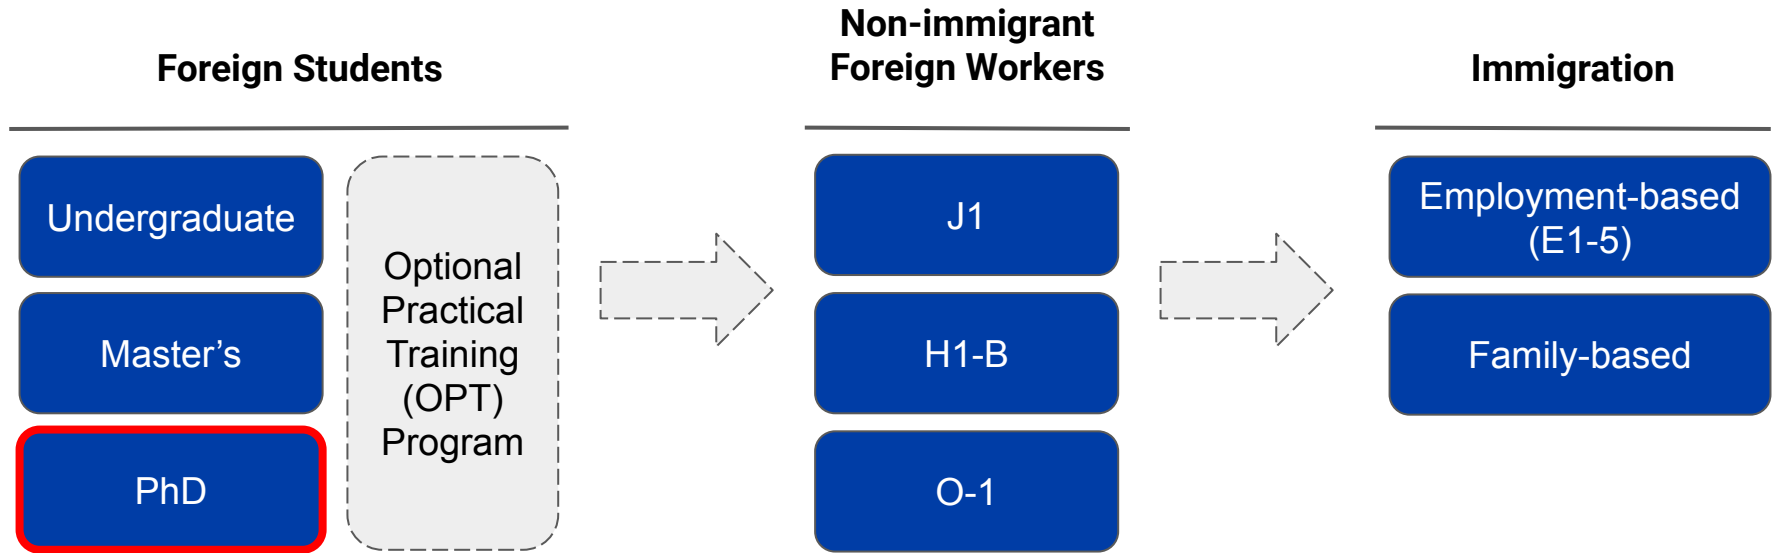 Foreign Students
Non-immigrant
Foreign Workers
Immigration
Undergraduate
Master’s
PhD
Optional
Practical
Training
(OPT)
Program
J1
H1-B
O-1
Employment-based
(E1-5)
Family-based